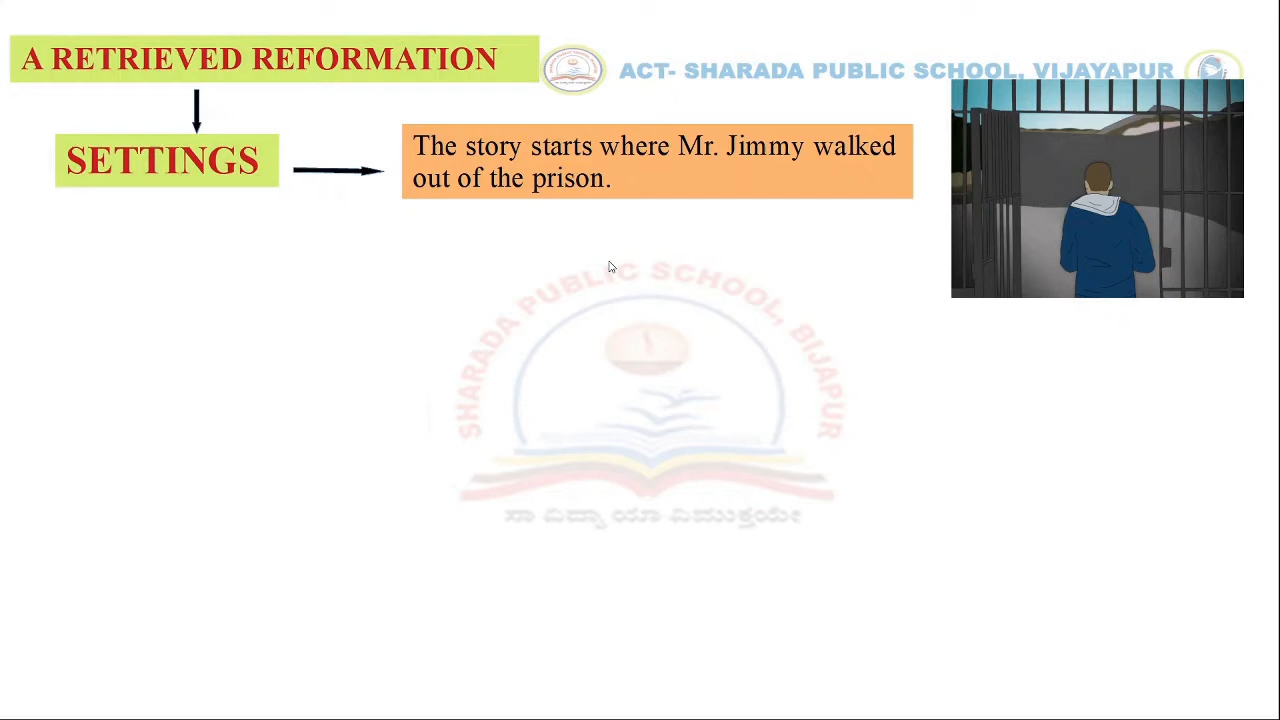 A RETRIEVED REFORMATION
ACT- SHARADA PUBLIC SCHOOL, VIJAYAPUR
SETTINGS
The story starts where Mr. Jimmy walked
out of the prison.
SHARADA PUBLIC SCHOOL, BIJAPUR
ಸಾ ವಿದ್ಯಾ ಯಾ ವಿಮುಕ್ತಯೇ